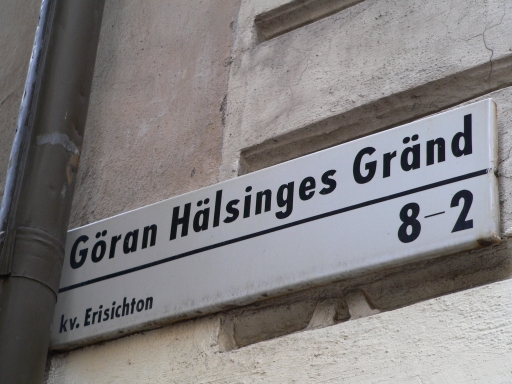 Göran Hälsinges Gränd
8–2
kv. Erisichton